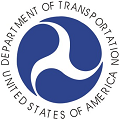 DEPARTMENT OF TRANSPORTATION
UNITED STATES OF AMERICA